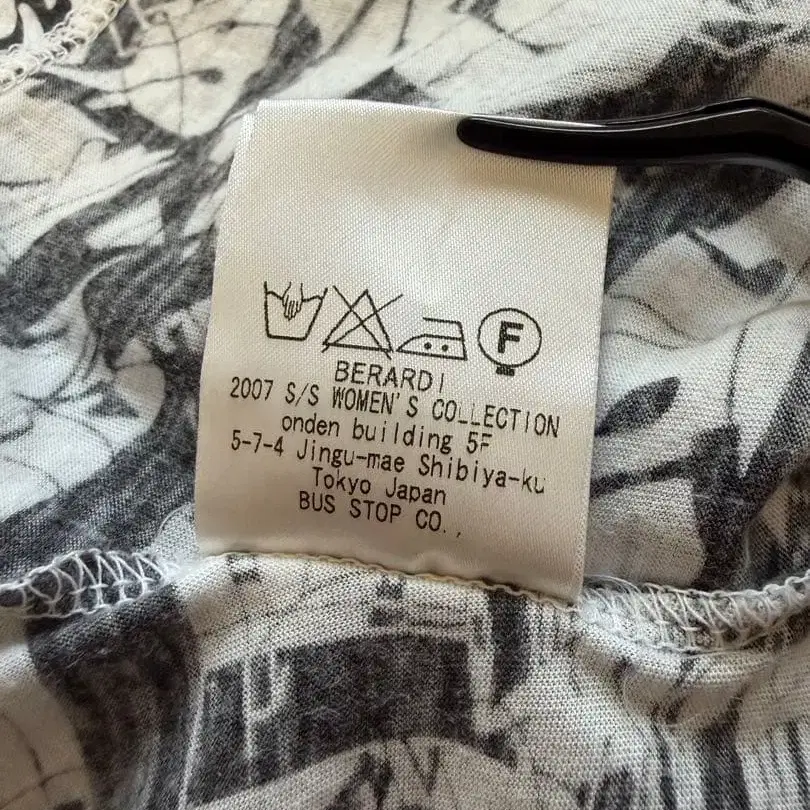 F
BERARDI
2007 S/S WOMEN'S COLLECTION
onden building 5F
5-7-4 Jingu-mae Shibiya-ku
Tokyo Japan
BUS STOP CO.,